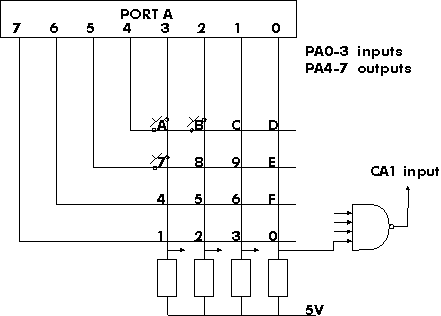 PORT A
7 6 5 4 3 2 1 0
PA0-3 inputs
PA4-7 outputs
A B C D
7 8 9 E
CA1 input
4 5 6 F
1 2 3 0
5V